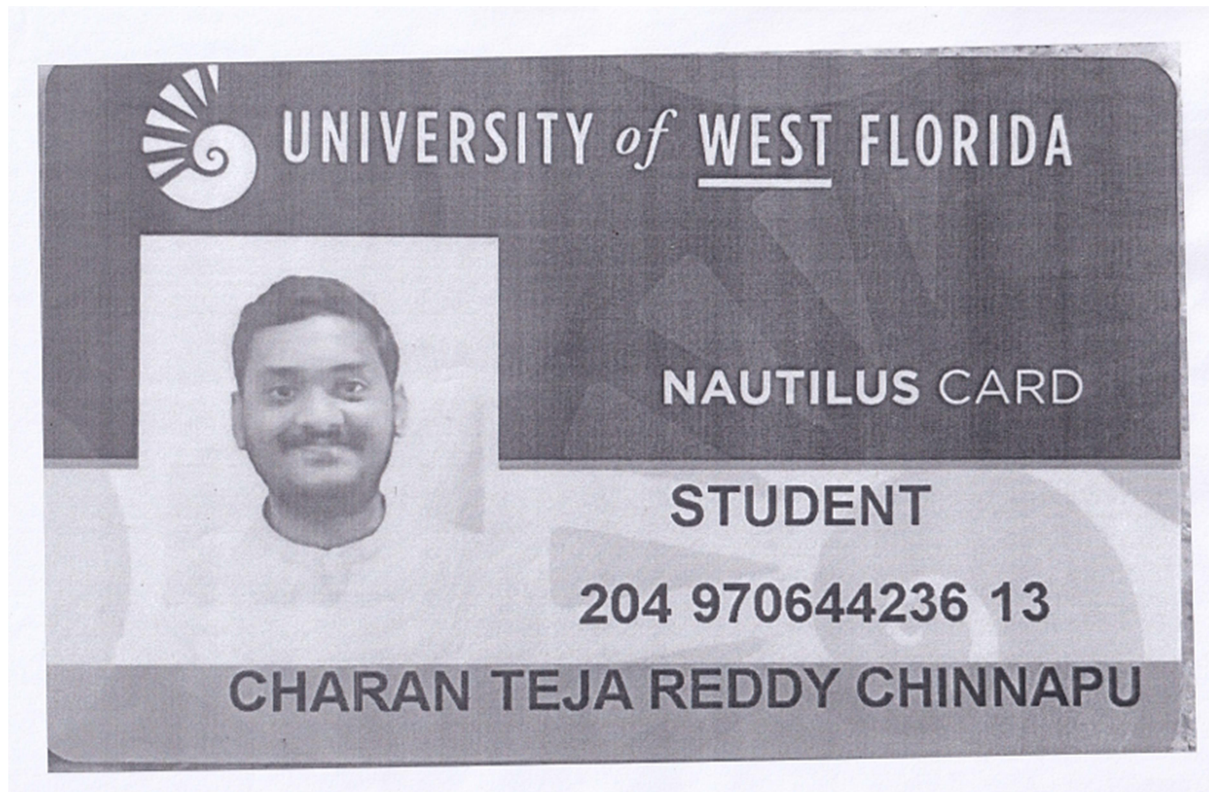 UNIVERSITY of WEST FLORIDA
NAUTILUS CARD
STUDENT
204 970644236 13
CHARAN TEJA REDDY CHINNAPU